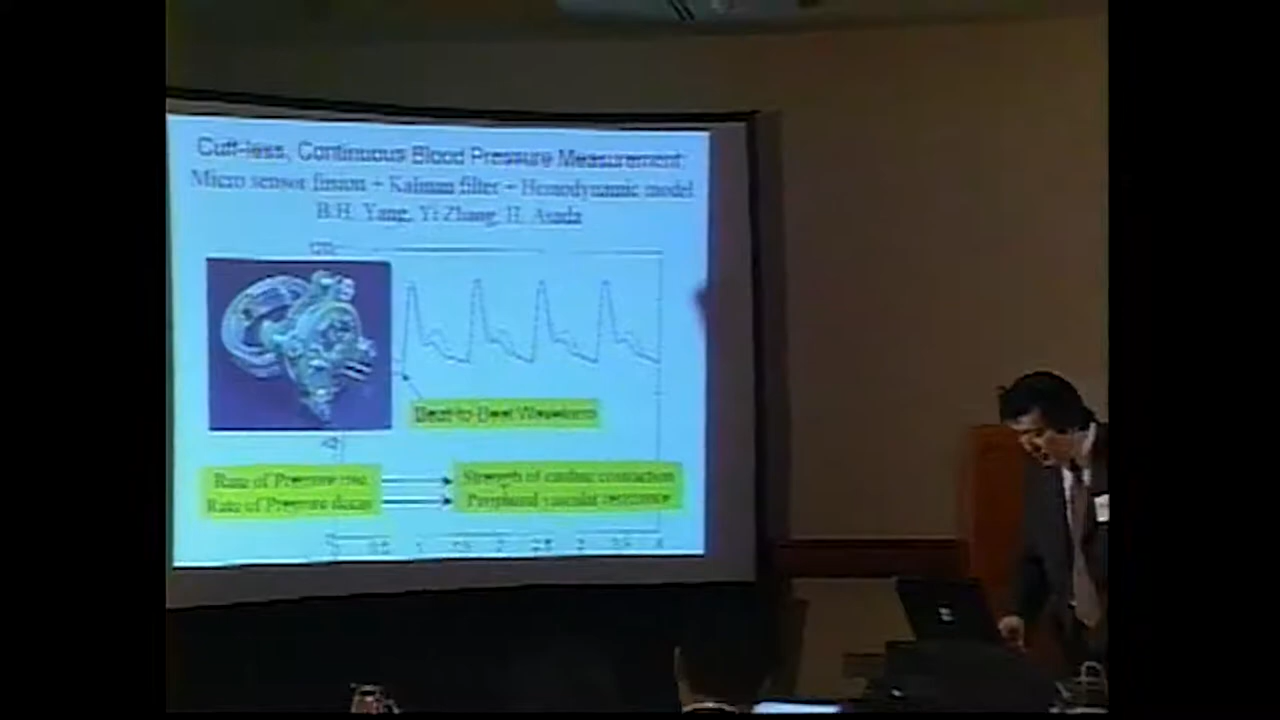 Cuff-less, Continuous Blood Pressure Measurement:
Micro sensor fusion + Kalman filter + Hemodynamic model
B.H. Yang, Yi Zhang, H. Asada
Beat-to-Beat Waveform
Rate of Pressure rise
Strength of cardiac contraction
Rate of Pressure decay
Peripheral vascular resistance